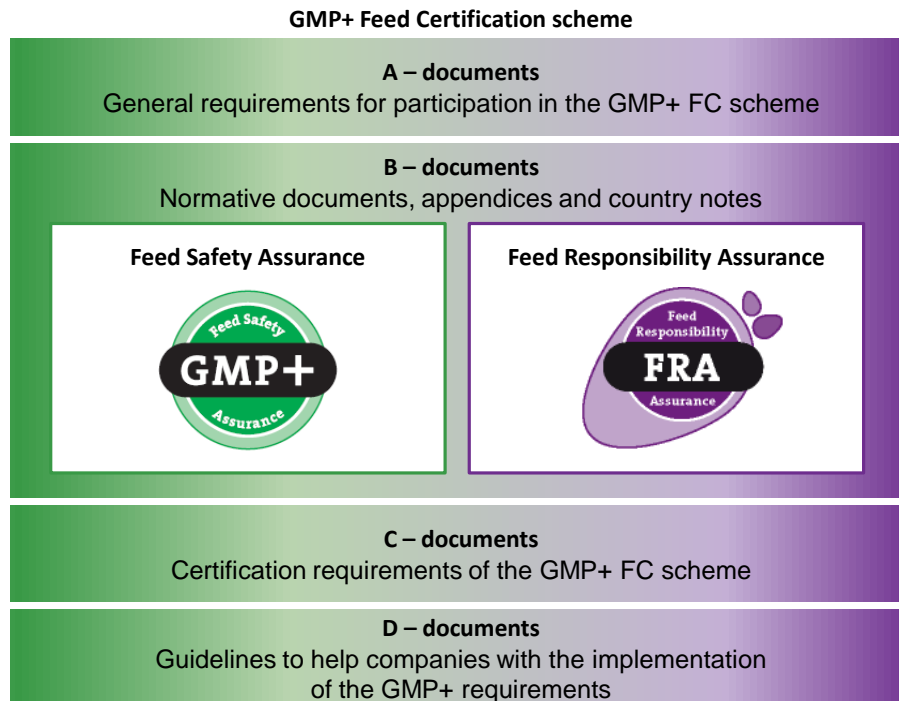 GMP+ Feed Certification scheme
A – documents
General requirements for participation in the GMP+ FC scheme
B – documents
Normative documents, appendices and country notes
Feed Safety Assurance
Feed Safety
GMP+
Assurance
Feed Responsibility Assurance
Feed
Responsibility
FRA
Assurance
C – documents
Certification requirements of the GMP+ FC scheme
D – documents
Guidelines to help companies with the implementation
of the GMP+ requirements